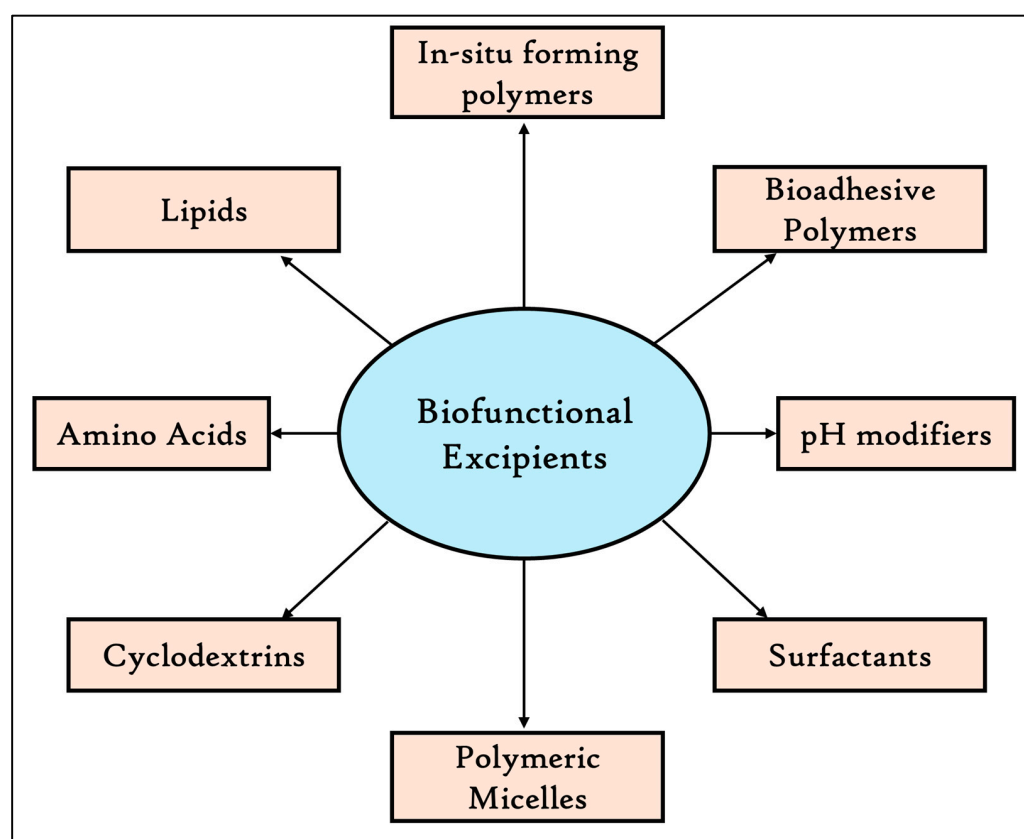 In-situ forming
polymers
Lipids
Bioadhesive
Polymers
Biofunctional
Excipients
Amino Acids
pH modifiers
Cyclodextrins
Surfactants
Polymeric
Micelles